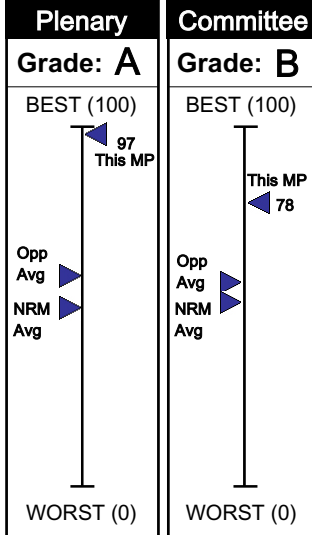 Plenary
Grade: A
BEST (100)
97
This MP
Opp
Avg
NRM
Avg
WORST (0)
Committee
Grade: B
BEST (100)
This MP
78
Opp
Avg
NRM
Avg
WORST (0)